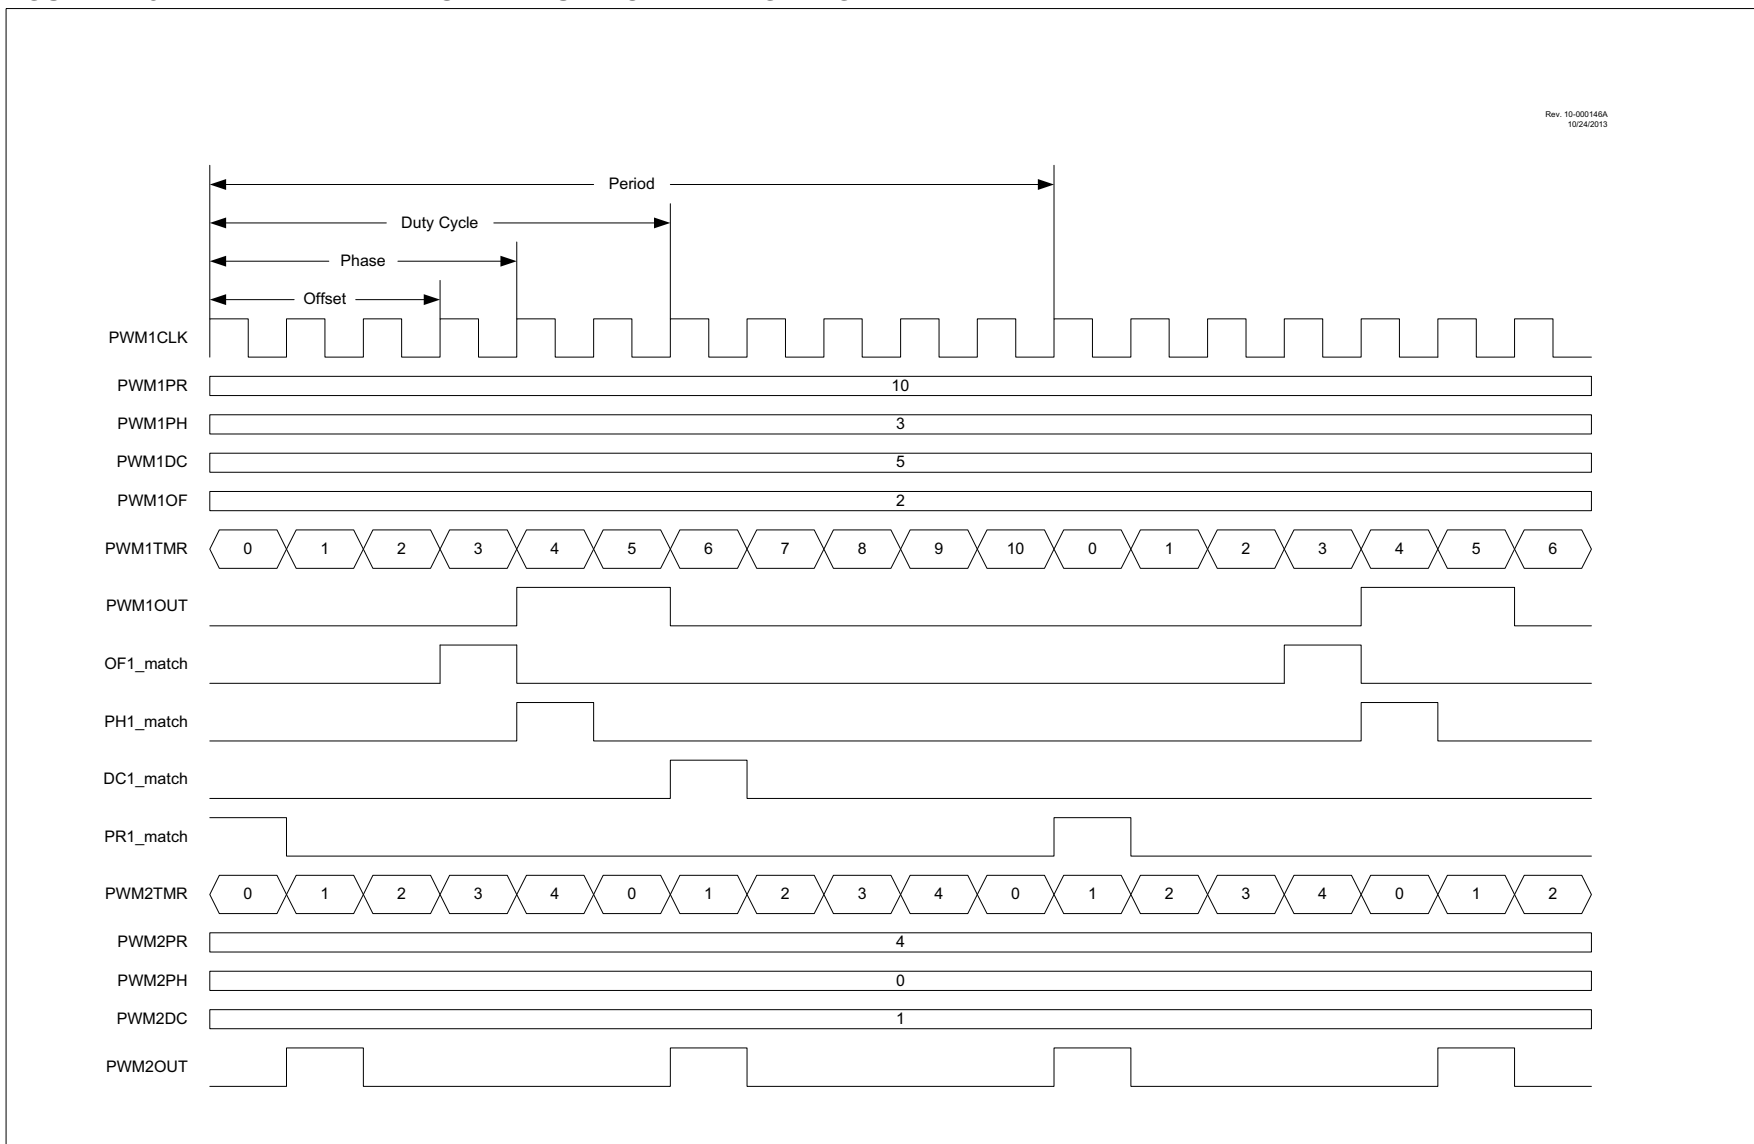 Rev. 10-000146A
10/24/2013
Period
Duty Cycle
Phase
Offset
PWM1CLK
PWM1PR 10
PWM1PH 3
PWM1DC 5
PWM1OF 2
PWM1TMR 0 1 2 3 4 5 6 7 8 9 10 0 1 2 3 4 5 6
PWM1OUT
OF1_match
PH1_match
DC1_match
PR1_match
PWM2TMR 0 1 2 3 4 0 1 2 3 4 0 1 2 3 4 0 1 2
PWM2PR 4
PWM2PH 0
PWM2DC 1
PWM2OUT